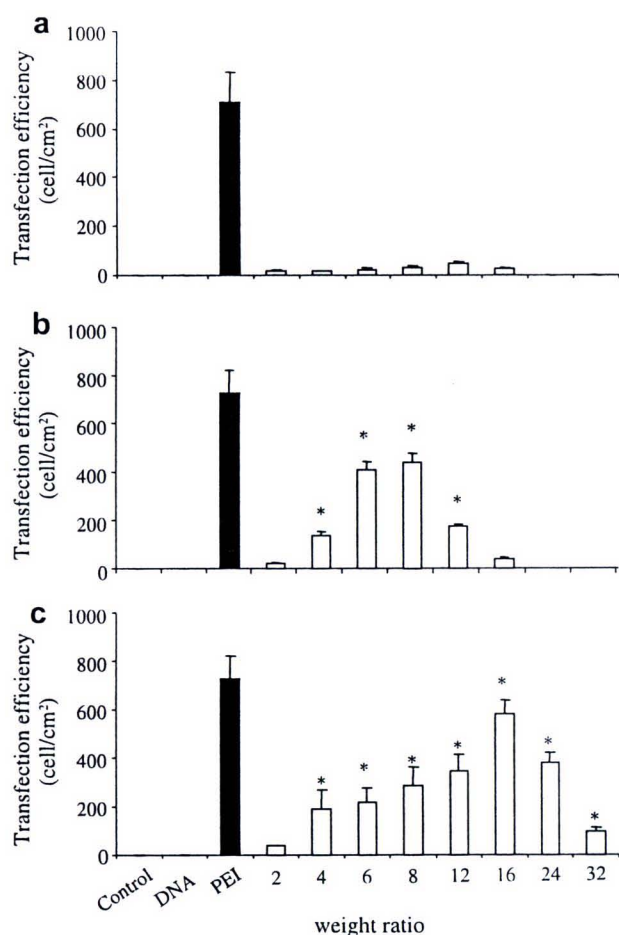 a
Transfection efficiency
(cell/cm²)
1000
800
600
400
200
0
b
Transfection efficiency
(cell/cm²)
1000
800
600
400
200
0
* * * *
c
Transfection efficiency
(cell/cm²)
1000
800
600
400
200
0
* * * * * * *
Control DNA PEI 2 4 6 8 12 16 24 32
weight ratio